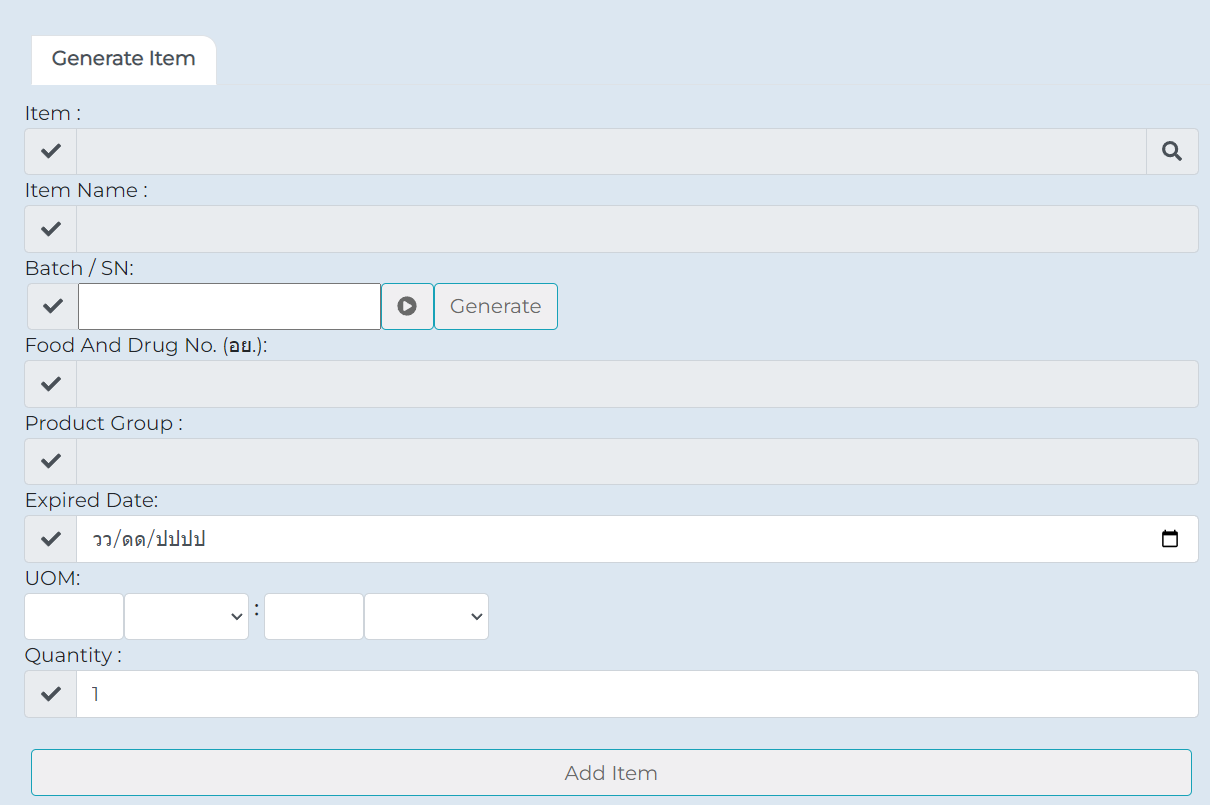 Generate Item
Item :
Item Name :
Batch / SN:
Generate
Food And Drug No. (อย.):
Product Group :
Expired Date:
วว/ดด/ปปปป
UOM:
:
Quantity :
1
Add Item